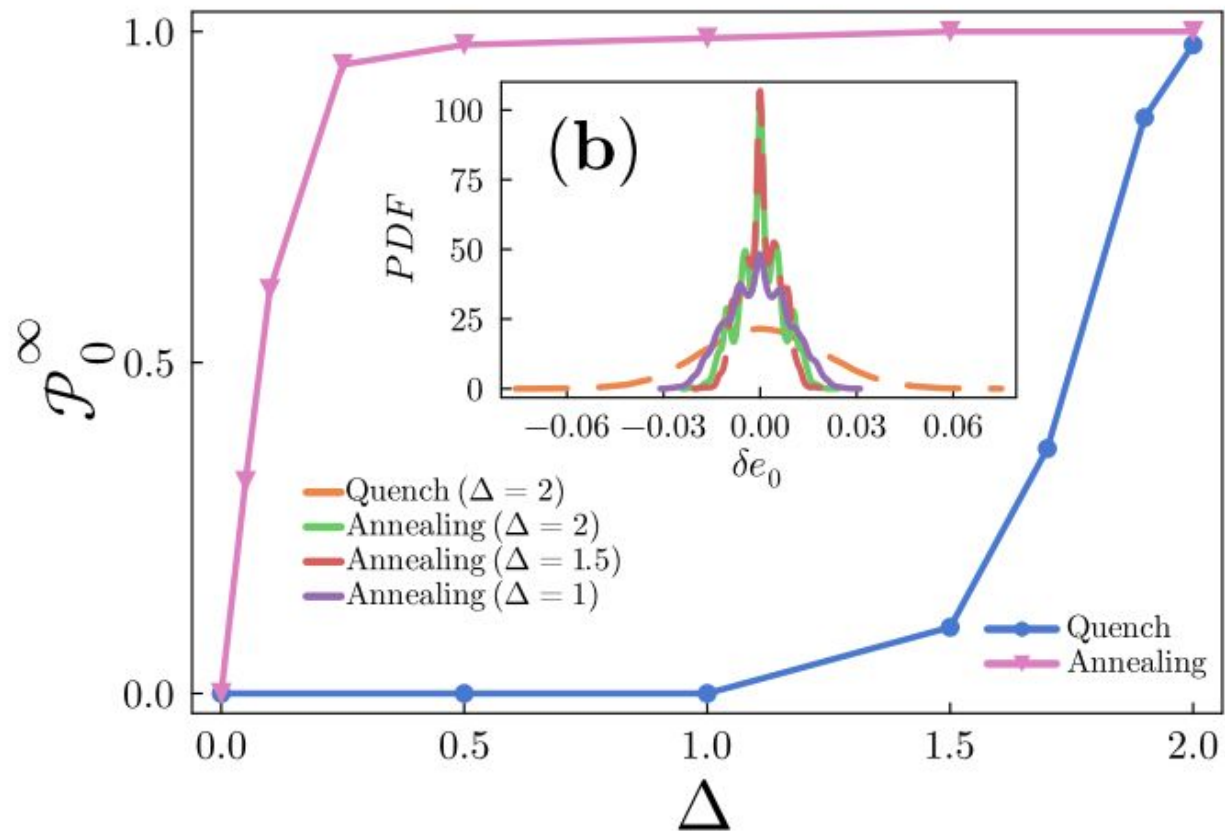 1.0
0.5
0.0
𝒫₀^∞
100
75
50
25
0
PDF
(b)
−0.06 −0.03 0.00 0.03 0.06
δe₀
Quench (Δ = 2)
Annealing (Δ = 2)
Annealing (Δ = 1.5)
Annealing (Δ = 1)
Quench
Annealing
0.0 0.5 1.0 1.5 2.0
Δ